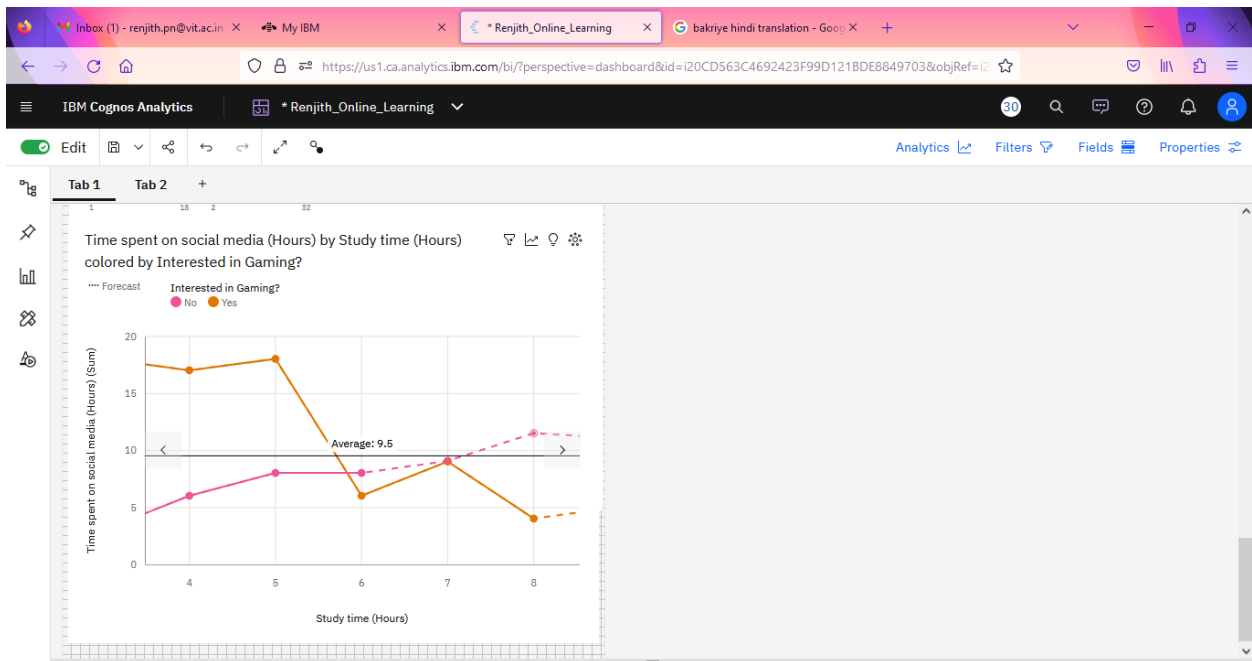 Inbox (1) - renjith.pn@vit.ac.in
My IBM
* Renjith_Online_Learning
bakriye hindi translation - Goog
https://us1.ca.analytics.ibm.com/bi/?perspective=dashboard&id=i20CD563C4692423F99D121BDE8849703&objRef=i2
IBM Cognos Analytics
* Renjith_Online_Learning
30
Edit
Analytics
Filters
Fields
Properties
Tab 1
Tab 2
+
1 18 2 32
Time spent on social media (Hours) by Study time (Hours)
colored by Interested in Gaming?
Forecast
Interested in Gaming?
No Yes
Time spent on social media (Hours) (Sum)
20
15
10
5
0
Average: 9.5
4 5 6 7 8
Study time (Hours)